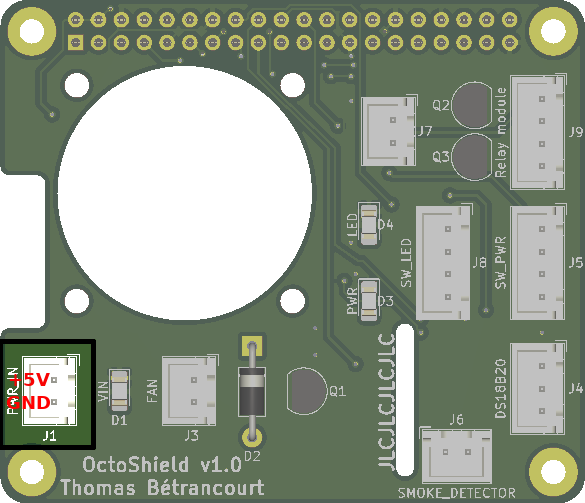 Q2
J7
Q3
Relay module
J9
LED
D4
SW_LED
J8
SW_PWR
J5
PWR
D3
PWR_IN
+5V
GND
J1
VIN
D1
FAN
J3
D2
Q1
JLCJLCJLCJLC
DS18B20
J4
J6
SMOKE_DETECTOR
OctoShield v1.0
Thomas Bétrancourt